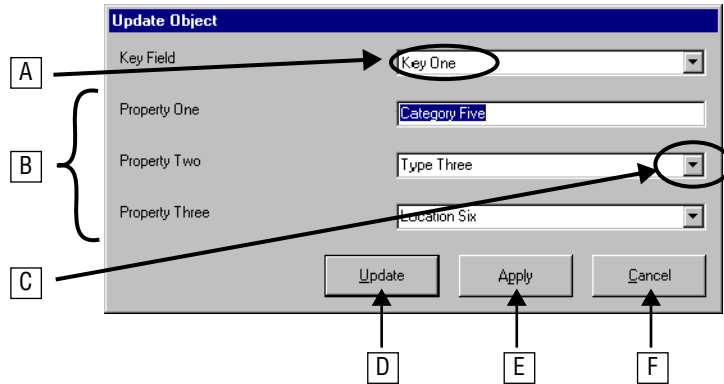 Update Object
A
Key Field
Key One
Property One
Category Five
B
Property Two
Type Three
Property Three
Location Six
C
Update
Apply
Cancel
D
E
F